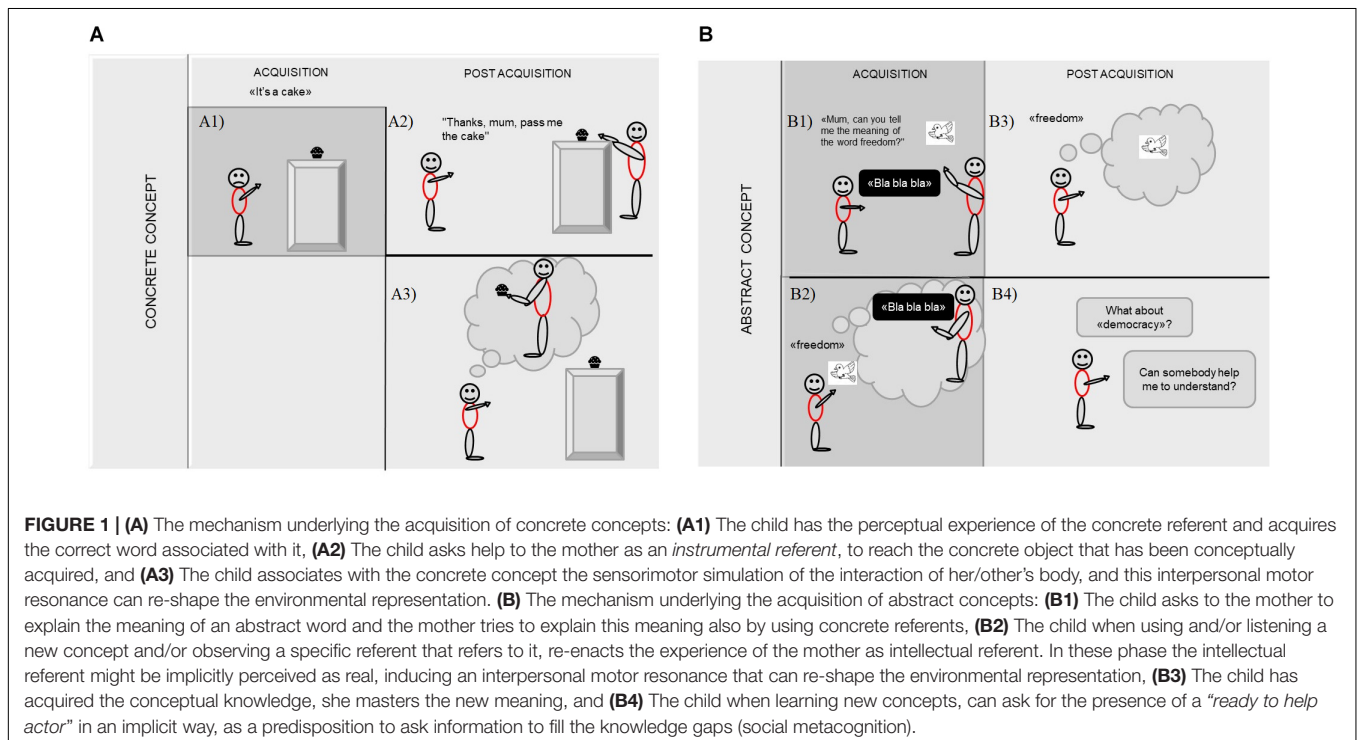 A
ACQUISITION
POST ACQUISITION
«It's a cake»
A1)
A2)
"Thanks, mum, pass me
the cake"
CONCRETE CONCEPT
A3)
B
ACQUISITION
POST ACQUISITION
B1)
«Mum, can you tell
me the meaning of
the word freedom?"
«Bla bla bla»
B3)
«freedom»
ABSTRACT CONCEPT
B2)
«Bla bla bla»
«freedom»
B4)
What about
«democracy»?
Can somebody help
me to understand?
FIGURE 1 | (A) The mechanism underlying the acquisition of concrete concepts: (A1) The child has the perceptual experience of the concrete referent and acquires
the correct word associated with it, (A2) The child asks help to the mother as an instrumental referent, to reach the concrete object that has been conceptually
acquired, and (A3) The child associates with the concrete concept the sensorimotor simulation of the interaction of her/other's body, and this interpersonal motor
resonance can re-shape the environmental representation. (B) The mechanism underlying the acquisition of abstract concepts: (B1) The child asks to the mother to
explain the meaning of an abstract word and the mother tries to explain this meaning also by using concrete referents, (B2) The child when using and/or listening a
new concept and/or observing a specific referent that refers to it, re-enacts the experience of the mother as intellectual referent. In these phase the intellectual
referent might be implicitly perceived as real, inducing an interpersonal motor resonance that can re-shape the environmental representation, (B3) The child has
acquired the conceptual knowledge, she masters the new meaning, and (B4) The child when learning new concepts, can ask for the presence of a "ready to help
actor" in an implicit way, as a predisposition to ask information to fill the knowledge gaps (social metacognition).